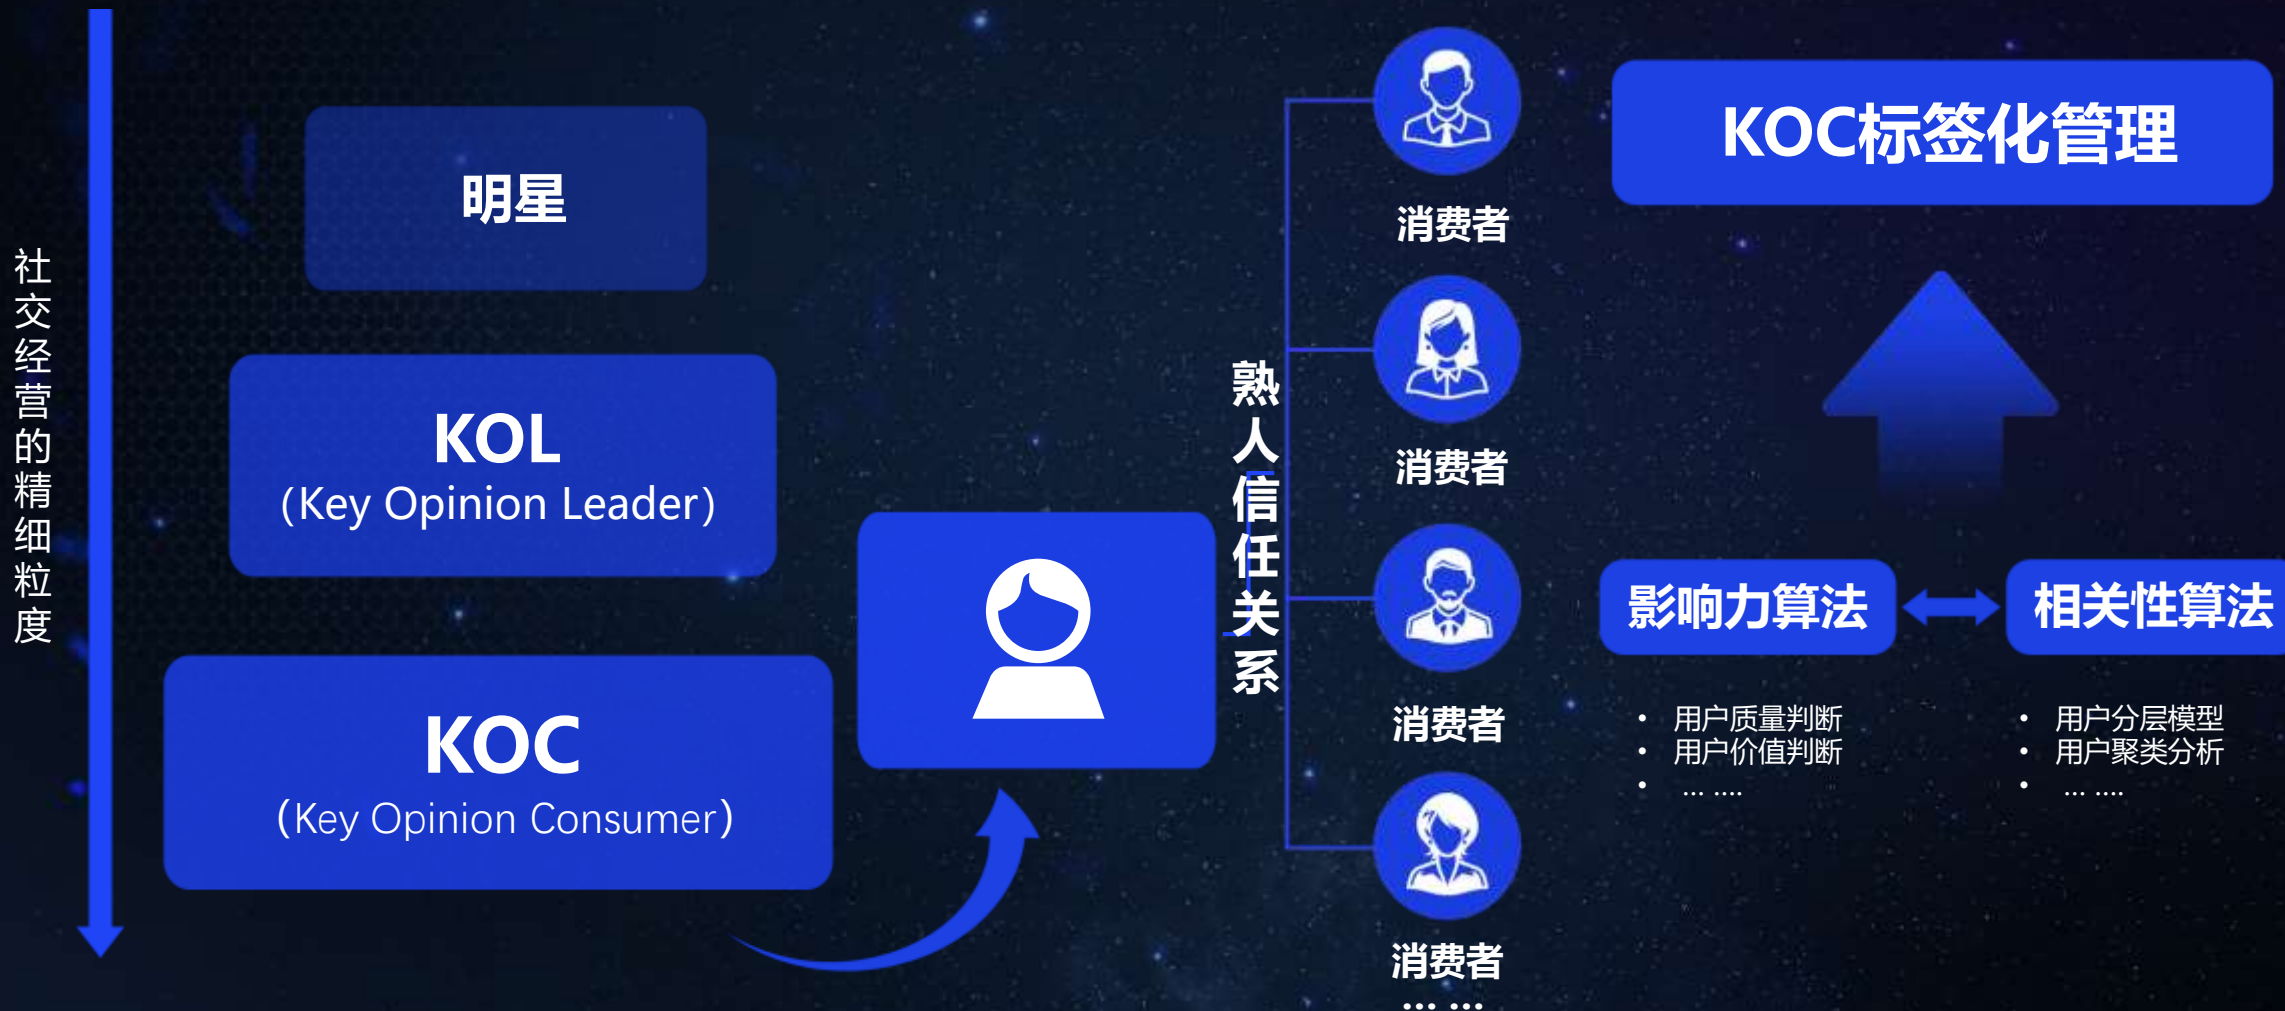 社交经营的精细粒度
明星
KOL
（Key Opinion Leader）
KOC
（Key Opinion Consumer）
熟人信任关系
消费者
消费者
消费者
消费者
... ...
KOC标签化管理
影响力算法
相关性算法
• 用户质量判断
• 用户价值判断
• ... ....
• 用户分层模型
• 用户聚类分析
• ... ....